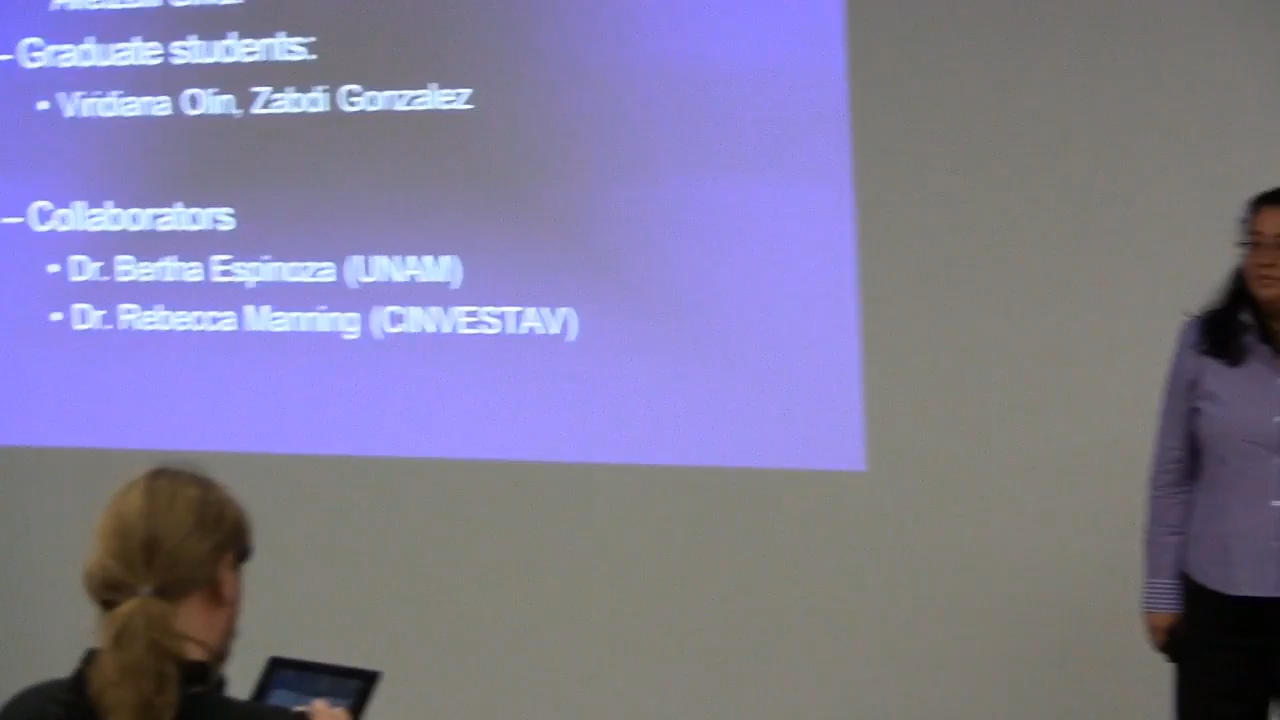 – Graduate students:
• Viridiana Olin, Zabdi Gonzalez
– Collaborators
• Dr. Bertha Espinoza (UNAM)
• Dr. Rebecca Manning (CINVESTAV)